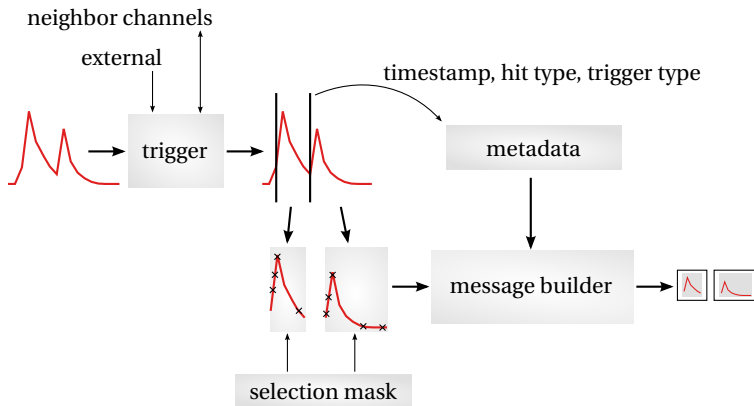 neighbor channels
external
timestamp, hit type, trigger type
trigger
metadata
message builder
selection mask